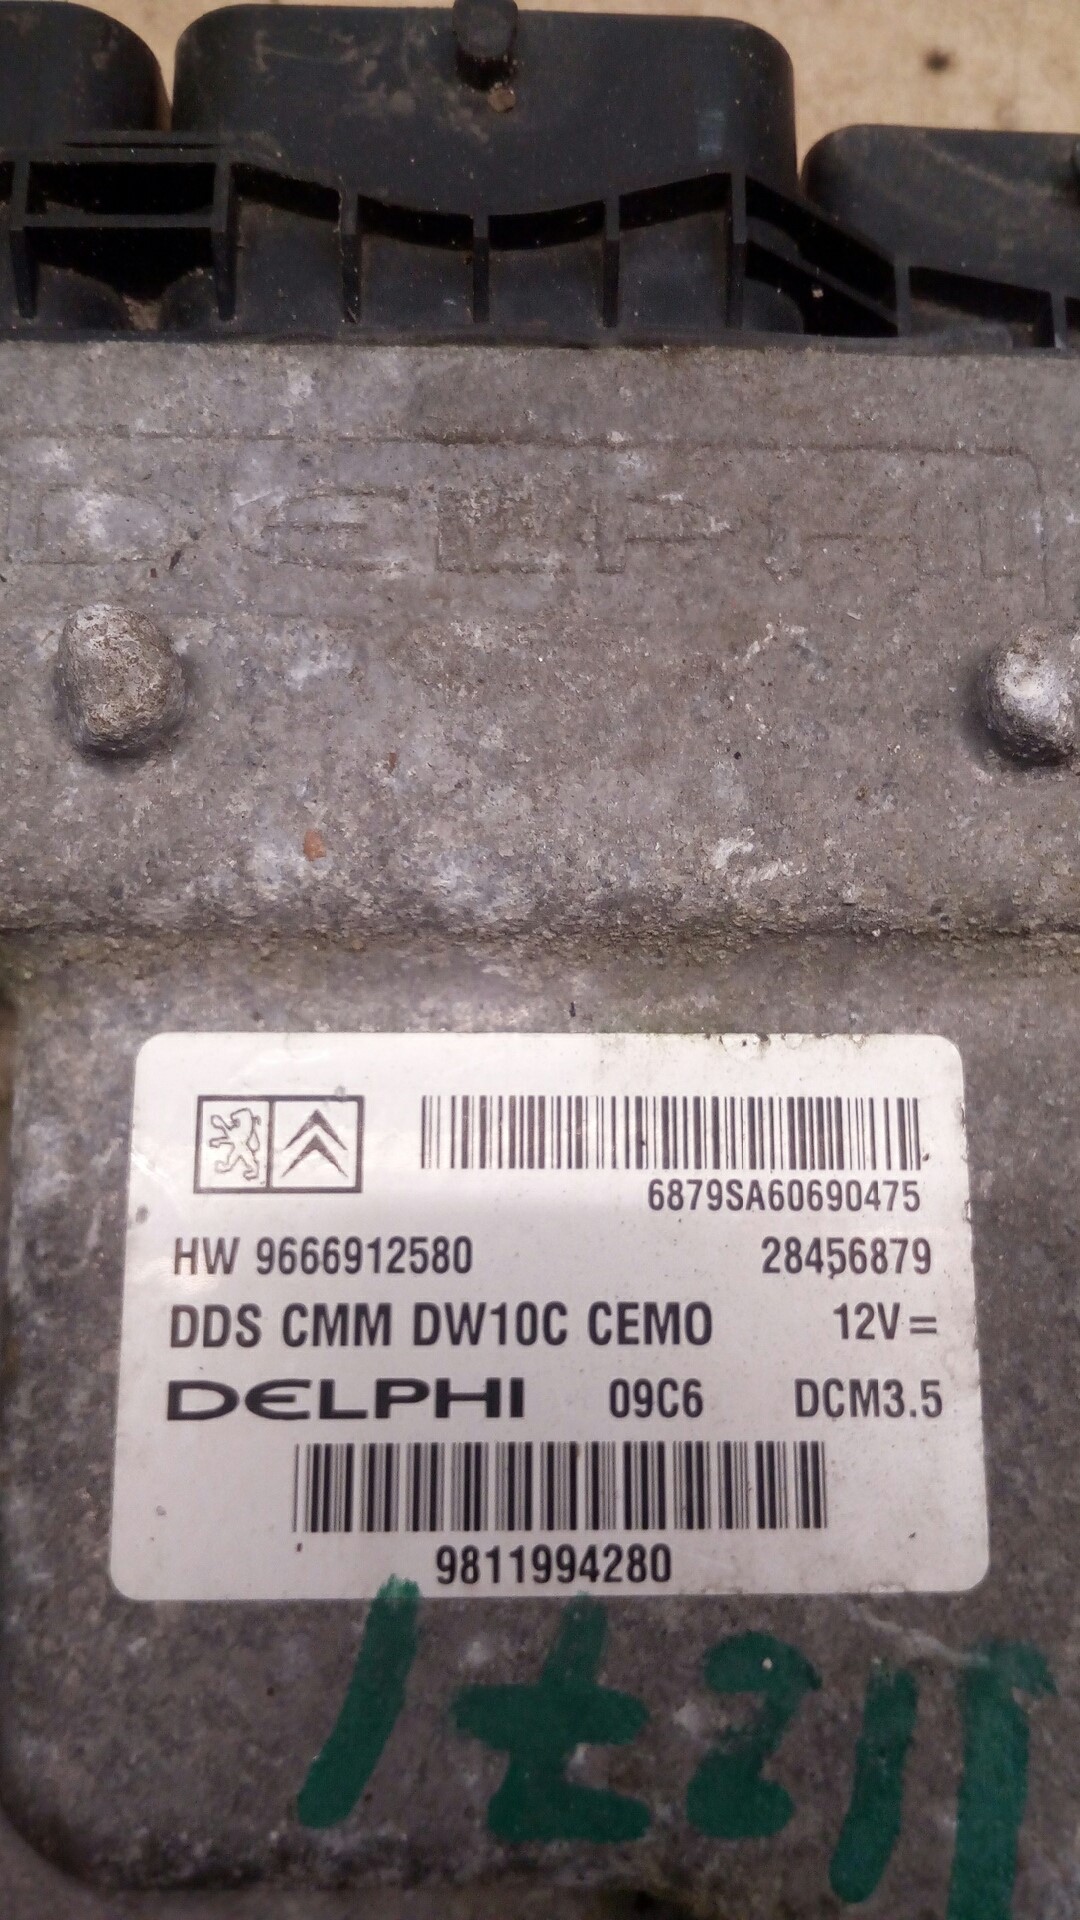 DELPHI
6879SA60690475
HW 9666912580 28456879
DDS CMM DW10C CEMO 12V=
DELPHI 09C6 DCM3.5
9811994280